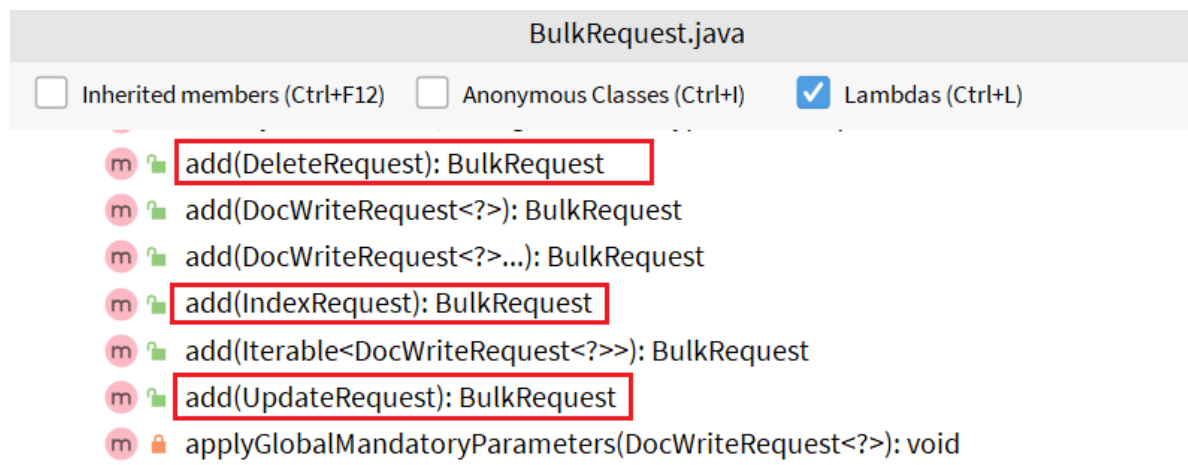 BulkRequest.java
Inherited members (Ctrl+F12) Anonymous Classes (Ctrl+I) Lambdas (Ctrl+L)
m add(DeleteRequest): BulkRequest
m add(DocWriteRequest<?>): BulkRequest
m add(DocWriteRequest<?>...): BulkRequest
m add(IndexRequest): BulkRequest
m add(Iterable<DocWriteRequest<?>>): BulkRequest
m add(UpdateRequest): BulkRequest
m applyGlobalMandatoryParameters(DocWriteRequest<?>): void